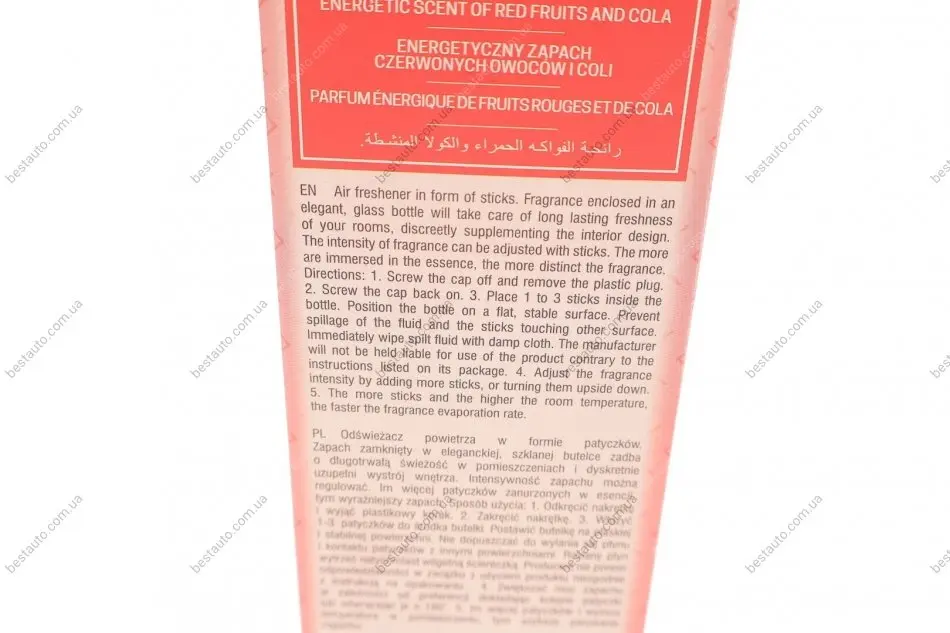 ENERGETIC SCENT OF RED FRUITS AND COLA
ENERGETYCZNY ZAPACH
CZERWONYCH OWOCÓW I COLI
PARFUM ÉNERGIQUE DE FRUITS ROUGES ET DE COLA
رائحة الفواكه الحمراء والكولا المنشطة.
EN Air freshener in form of sticks. Fragrance enclosed in an
elegant, glass bottle will take care of long lasting freshness
of your rooms, discreetly supplementing the interior design.
The intensity of fragrance can be adjusted with sticks. The more
are immersed in the essence, the more distinct the fragrance.
Directions: 1. Screw the cap off and remove the plastic plug.
2. Screw the cap back on. 3. Place 1 to 3 sticks inside the
bottle. Position the bottle on a flat, stable surface. Prevent
spillage of the fluid and the sticks touching other surface.
Immediately wipe spilt fluid with damp cloth. The manufacturer
will not be held liable for use of the product contrary to the
instructions listed on its package. 4. Adjust the fragrance
intensity by adding more sticks, or turning them upside down.
5. The more sticks and the higher the room temperature,
the faster the fragrance evaporation rate.
PL Odświeżacz powietrza w formie patyczków.
Zapach zamknięty w eleganckiej, szklanej butelce zadba
o długotrwałą świeżość w pomieszczeniach i dyskretnie
uzupełni wystrój wnętrza. Intensywność zapachu można
regulować. Im więcej patyczków zanurzonych w esencji,
tym wyraźniejszy zapach. Sposób użycia: 1. Odkręcić nakrętkę
i wyjąć plastikowy korek. 2. Zakręcić nakrętkę. 3. Włożyć
1-3 patyczków do środka butelki. Postawić butelkę na płaskiej
i stabilnej powierzchni. Nie dopuszczać do wylania się płynu
i kontaktu patyczków z innymi powierzchniami. Rozlany płyn
bestauto.com.ua